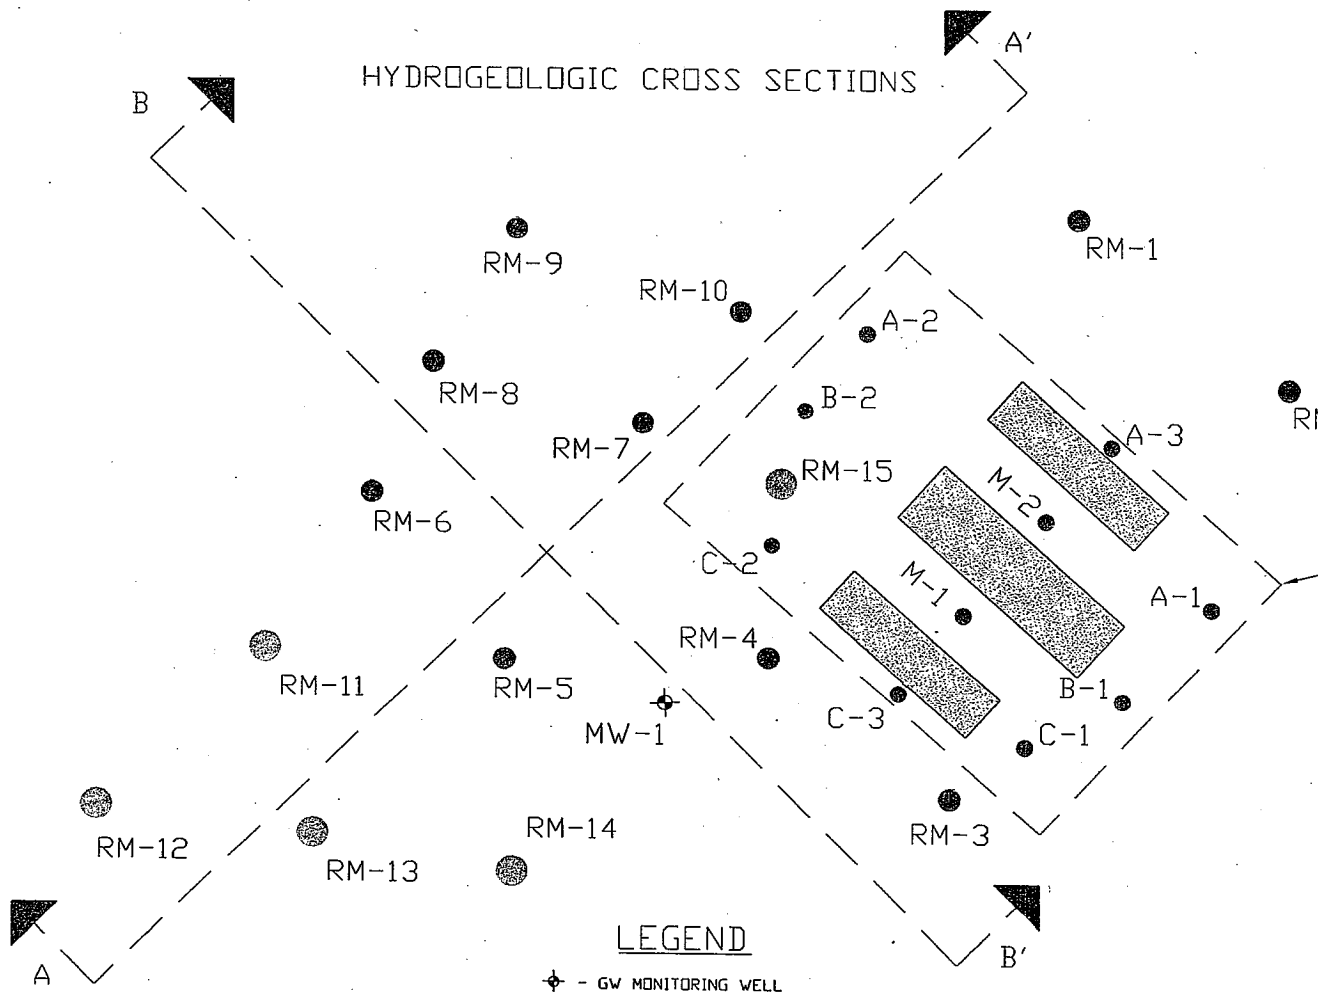 A'
HYDROGEOLOGIC CROSS SECTIONS
B
RM-9
RM-1
RM-10
A-2
RM-8
B-2
RM-7
A-3
RM-15
M-2
RM-6
C-2
M-1
A-1
RM-4
RM-11
RM-5
B-1
C-3
MW-1
C-1
RM-14
RM-3
RM-12
RM-13
LEGEND
A
B'
- GW MONITORING WELL